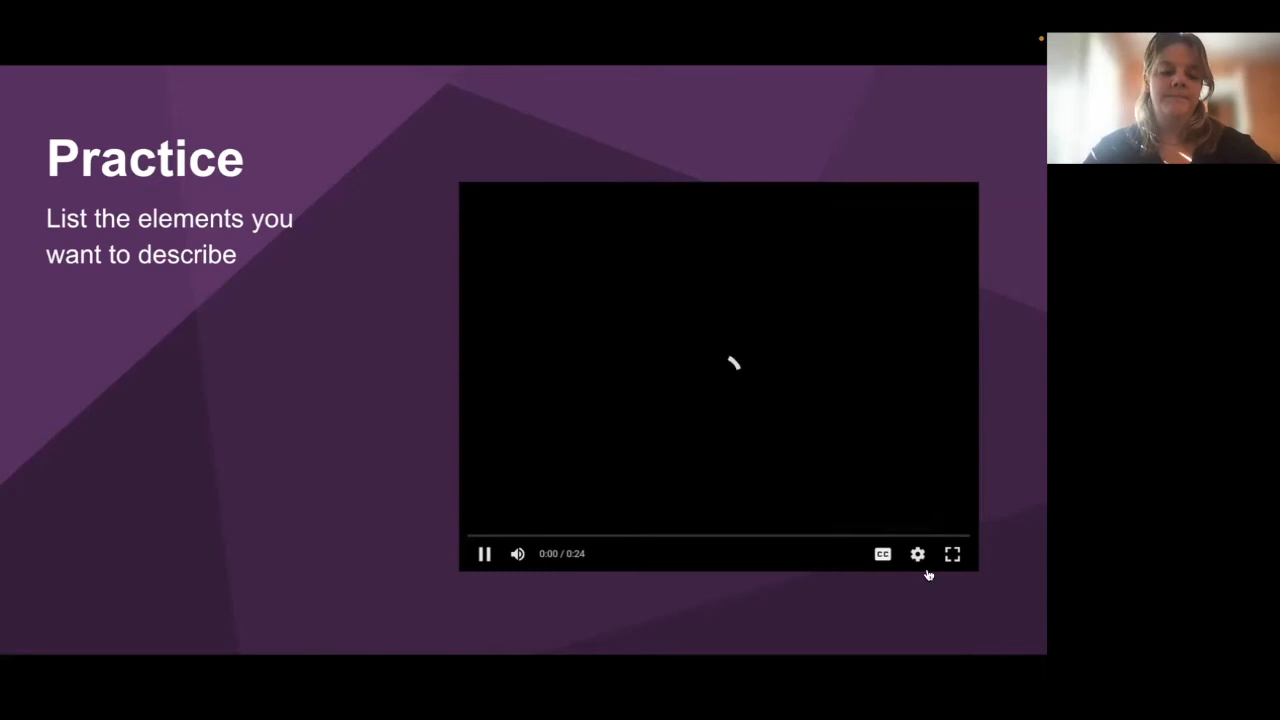 Practice
List the elements you
want to describe
0:00 / 0:24
CC